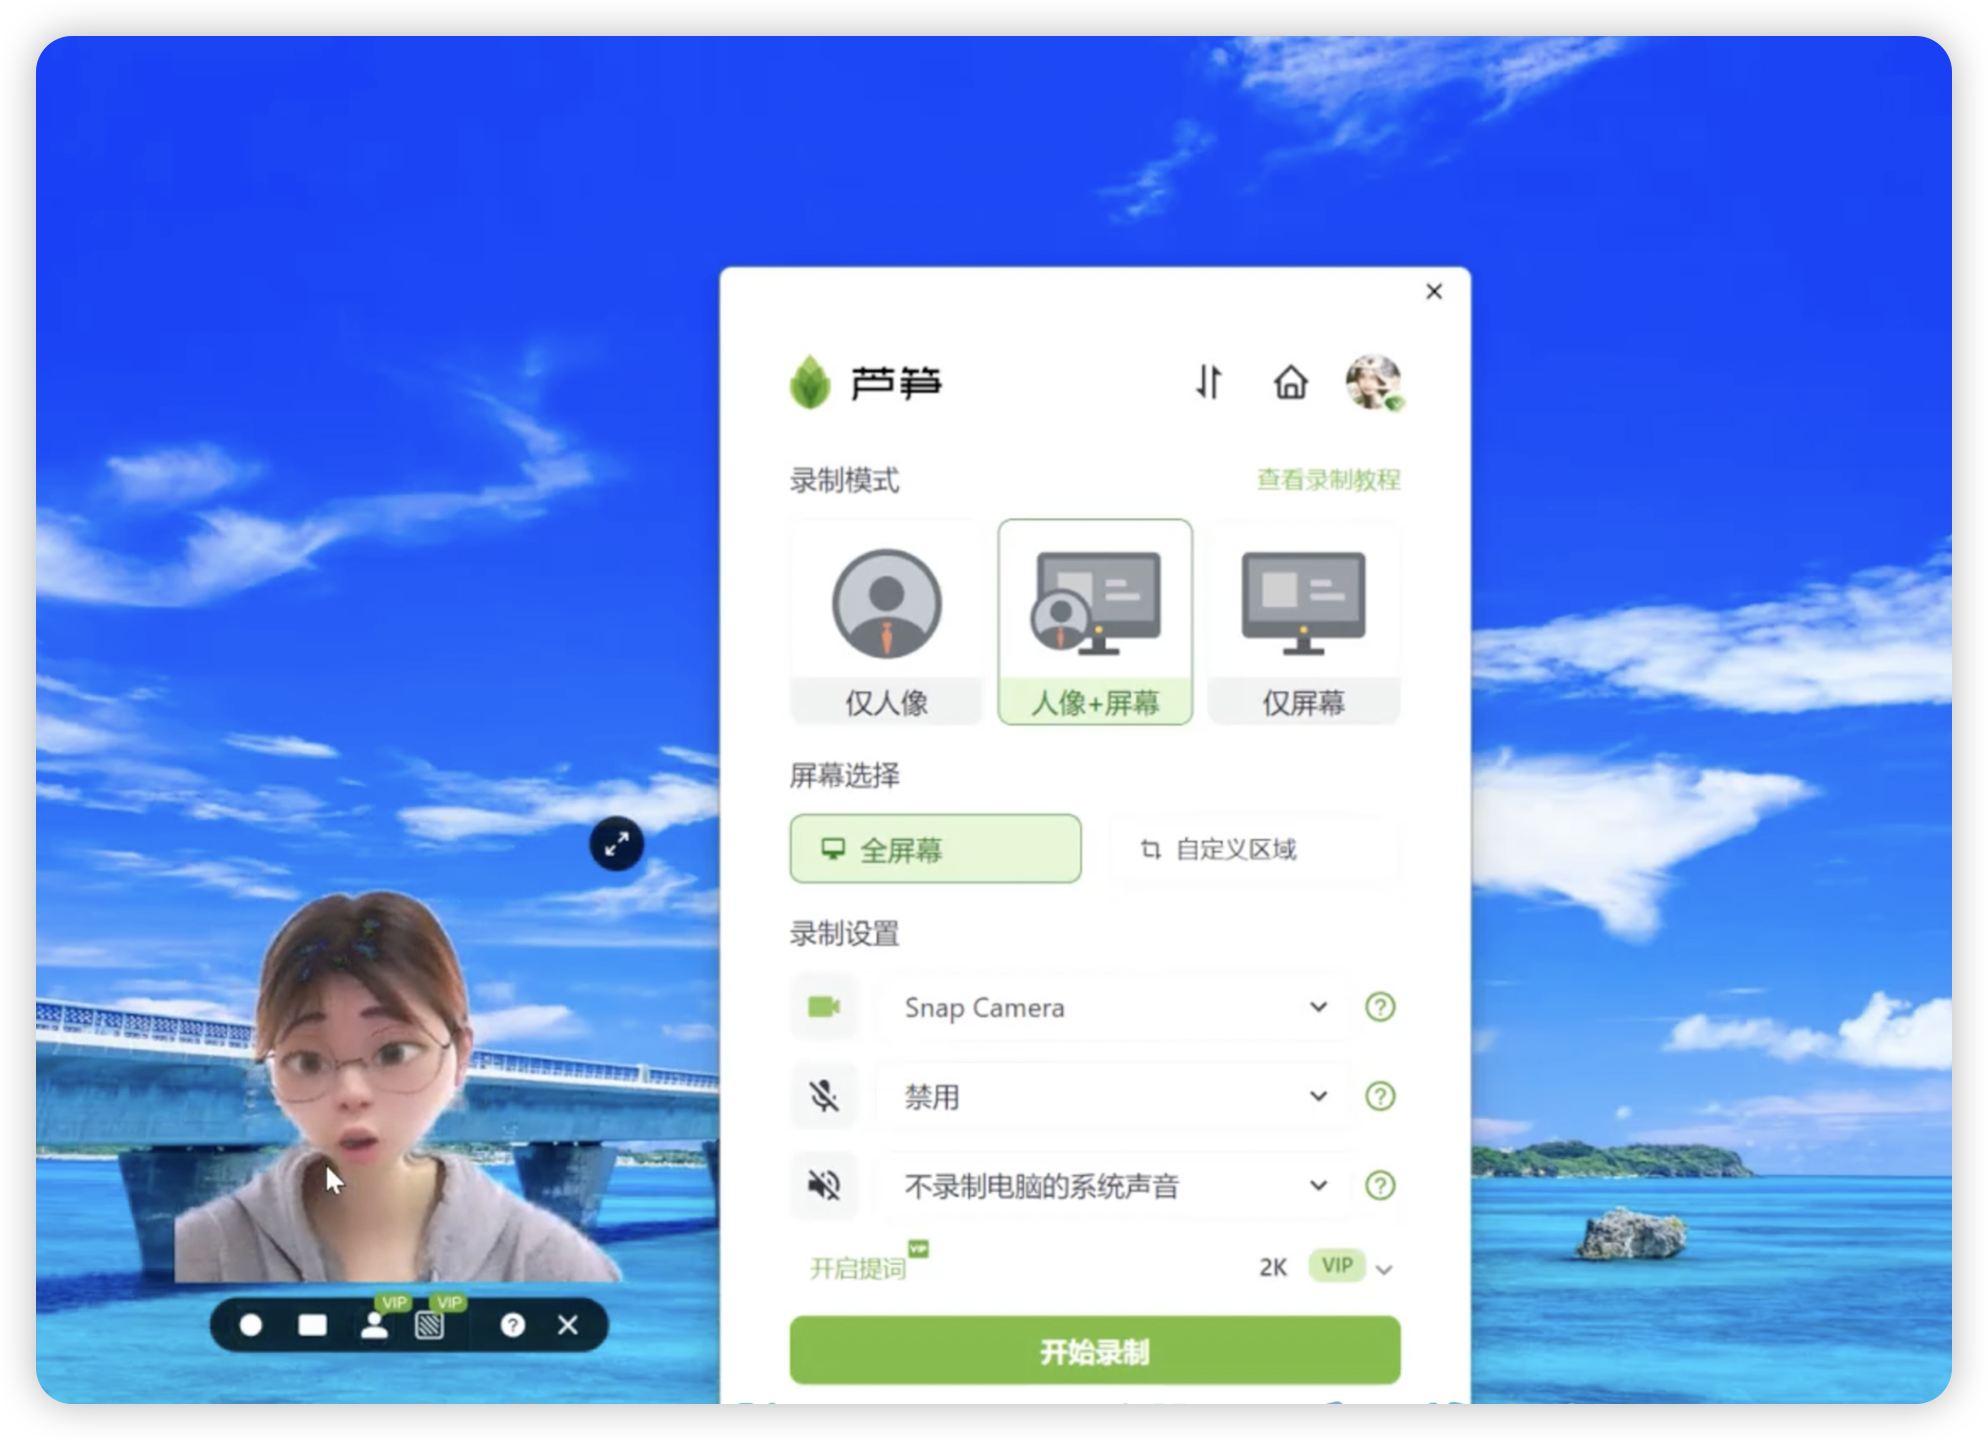 芦笋
录制模式
查看录制教程
仅人像
人像+屏幕
仅屏幕
屏幕选择
全屏幕
自定义区域
录制设置
Snap Camera
禁用
不录制电脑的系统声音
开启提词 VIP
2K VIP
开始录制
VIP VIP